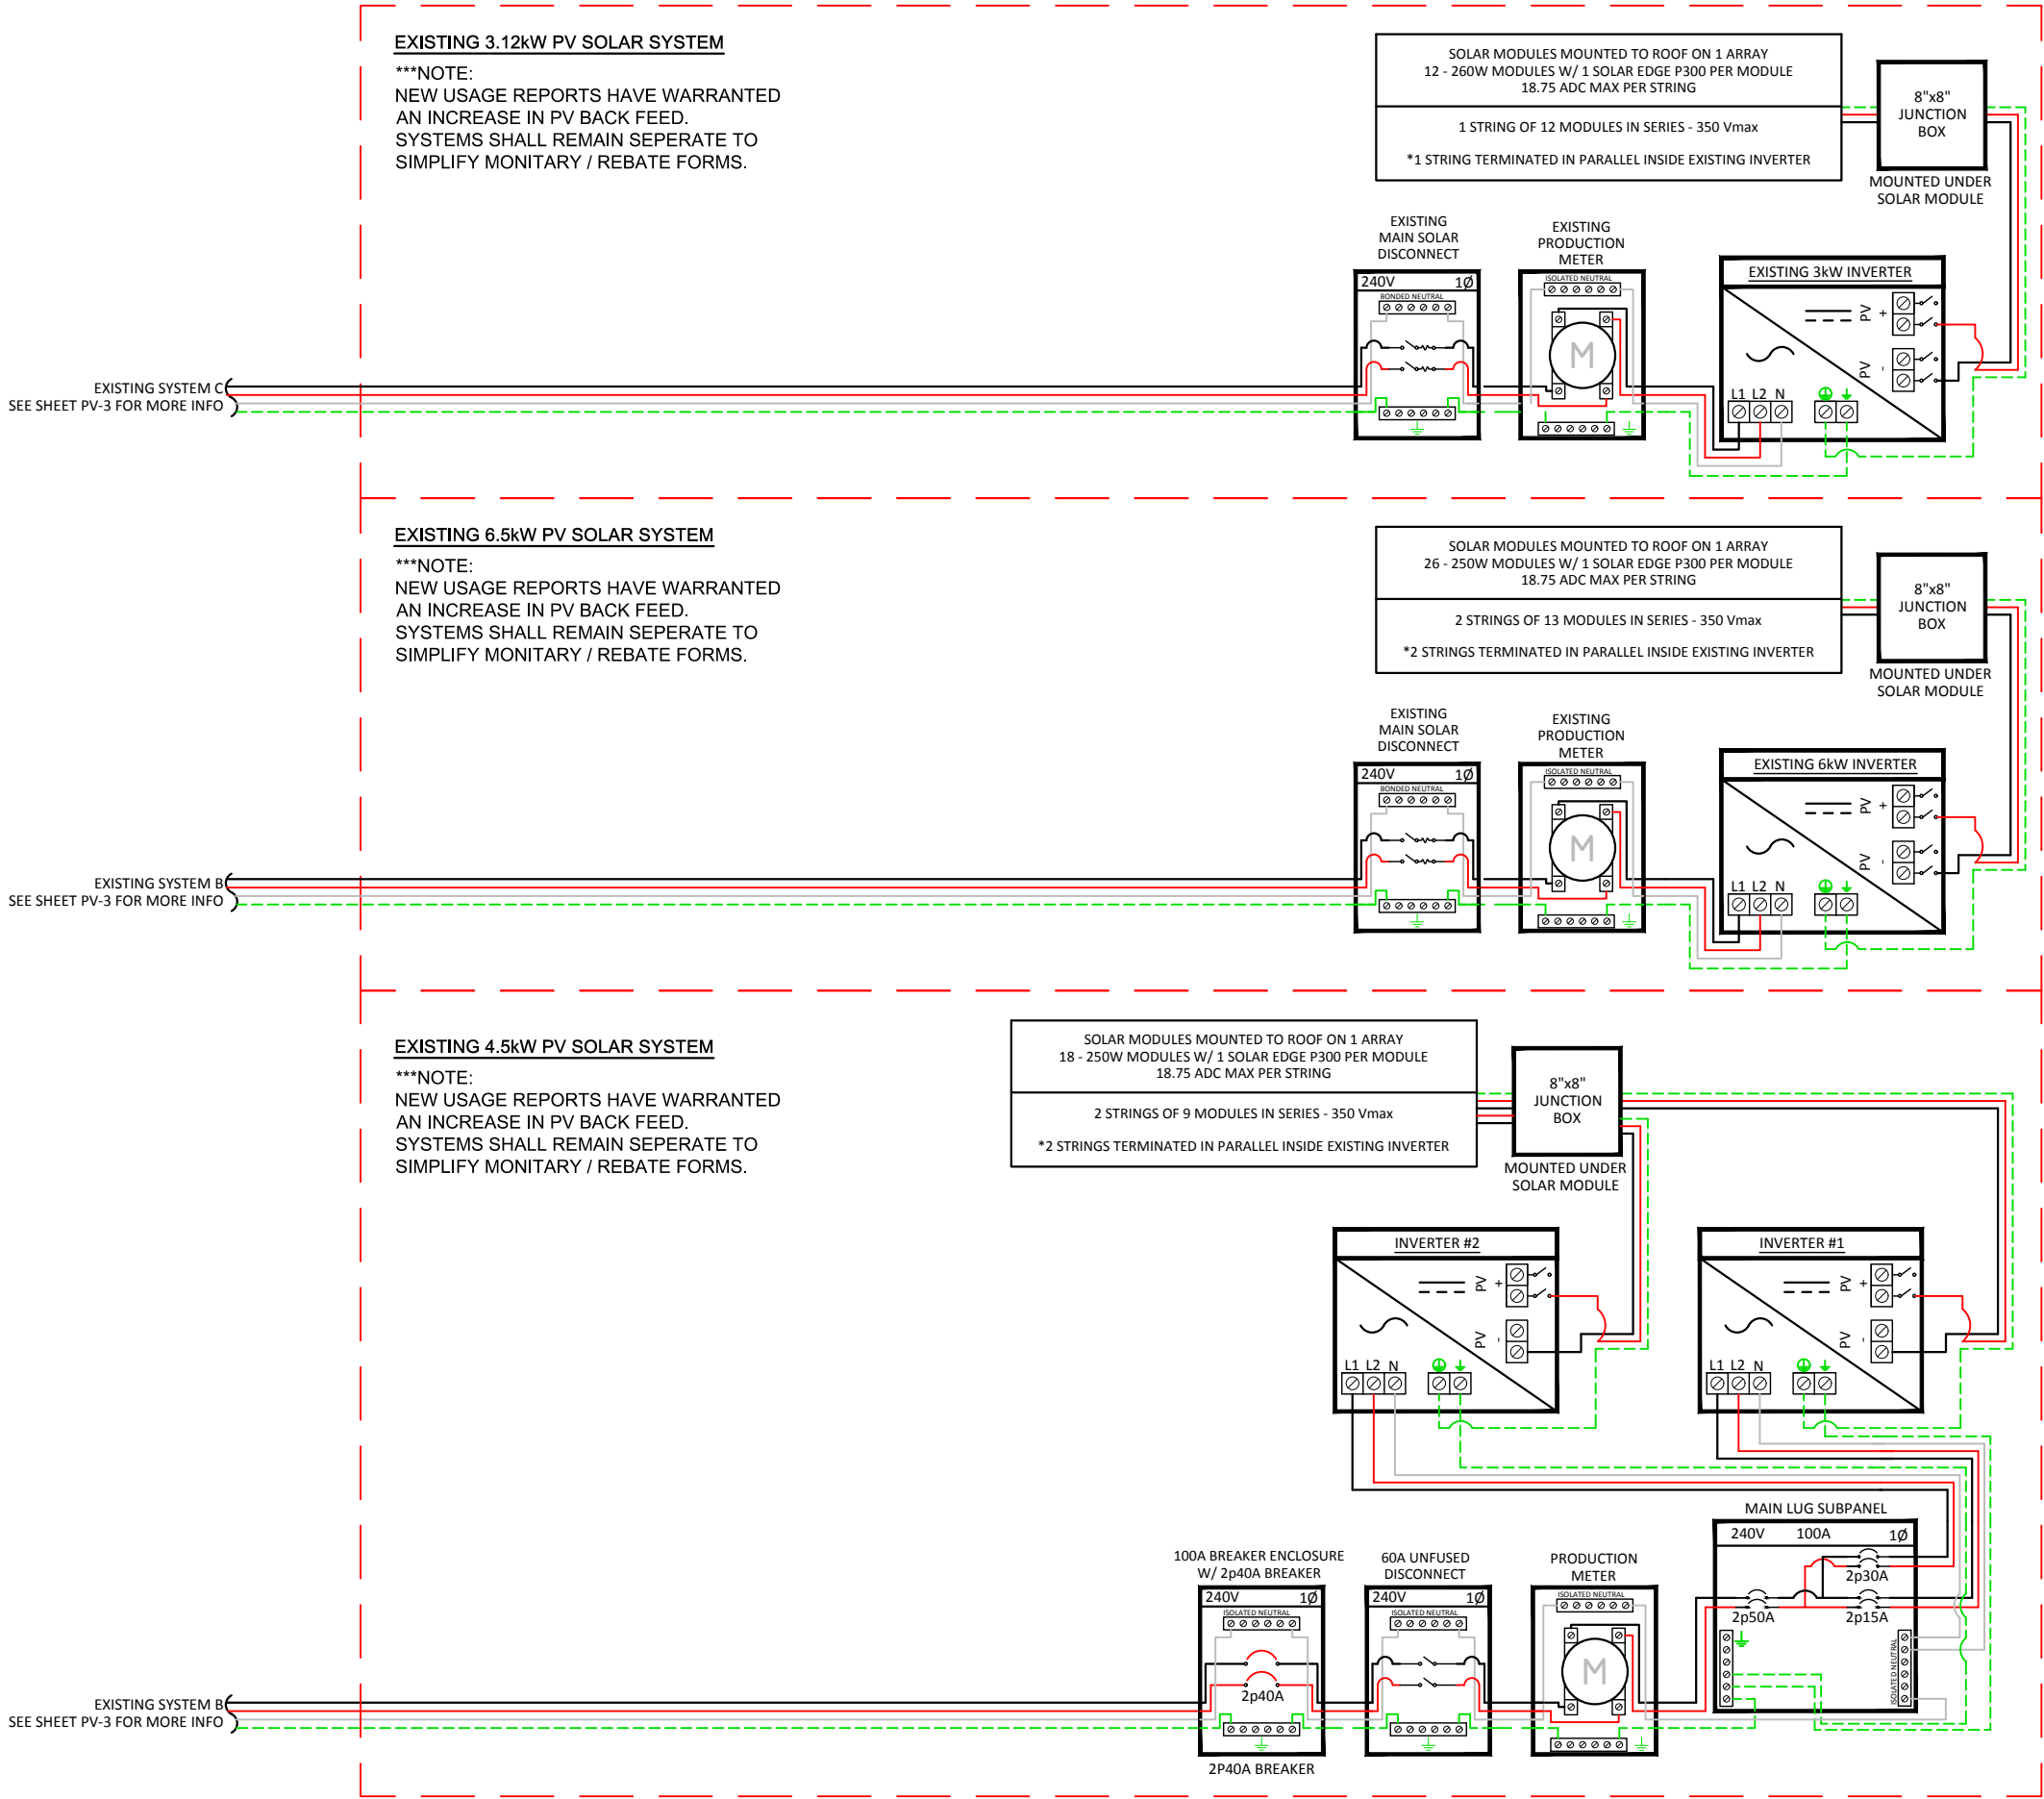 EXISTING 3.12kW PV SOLAR SYSTEM
***NOTE:
NEW USAGE REPORTS HAVE WARRANTED
AN INCREASE IN PV BACK FEED.
SYSTEMS SHALL REMAIN SEPERATE TO
SIMPLIFY MONITARY / REBATE FORMS.
SOLAR MODULES MOUNTED TO ROOF ON 1 ARRAY
12 - 260W MODULES W/ 1 SOLAR EDGE P300 PER MODULE
18.75 ADC MAX PER STRING
1 STRING OF 12 MODULES IN SERIES - 350 Vmax
*1 STRING TERMINATED IN PARALLEL INSIDE EXISTING INVERTER
8"x8"
JUNCTION
BOX
MOUNTED UNDER
SOLAR MODULE
EXISTING
MAIN SOLAR
DISCONNECT
240V 1Ø
BONDED NEUTRAL
EXISTING
PRODUCTION
METER
ISOLATED NEUTRAL
M
EXISTING 3kW INVERTER
PV +
PV -
L1 L2 N
EXISTING SYSTEM C
SEE SHEET PV-3 FOR MORE INFO
EXISTING 6.5kW PV SOLAR SYSTEM
***NOTE:
NEW USAGE REPORTS HAVE WARRANTED
AN INCREASE IN PV BACK FEED.
SYSTEMS SHALL REMAIN SEPERATE TO
SIMPLIFY MONITARY / REBATE FORMS.
SOLAR MODULES MOUNTED TO ROOF ON 1 ARRAY
26 - 250W MODULES W/ 1 SOLAR EDGE P300 PER MODULE
18.75 ADC MAX PER STRING
2 STRINGS OF 13 MODULES IN SERIES - 350 Vmax
*2 STRINGS TERMINATED IN PARALLEL INSIDE EXISTING INVERTER
8"x8"
JUNCTION
BOX
MOUNTED UNDER
SOLAR MODULE
EXISTING
MAIN SOLAR
DISCONNECT
240V 1Ø
BONDED NEUTRAL
EXISTING
PRODUCTION
METER
ISOLATED NEUTRAL
M
EXISTING 6kW INVERTER
PV +
PV -
L1 L2 N
EXISTING SYSTEM B
SEE SHEET PV-3 FOR MORE INFO
EXISTING 4.5kW PV SOLAR SYSTEM
***NOTE:
NEW USAGE REPORTS HAVE WARRANTED
AN INCREASE IN PV BACK FEED.
SYSTEMS SHALL REMAIN SEPERATE TO
SIMPLIFY MONITARY / REBATE FORMS.
SOLAR MODULES MOUNTED TO ROOF ON 1 ARRAY
18 - 250W MODULES W/ 1 SOLAR EDGE P300 PER MODULE
18.75 ADC MAX PER STRING
2 STRINGS OF 9 MODULES IN SERIES - 350 Vmax
*2 STRINGS TERMINATED IN PARALLEL INSIDE EXISTING INVERTER
8"x8"
JUNCTION
BOX
MOUNTED UNDER
SOLAR MODULE
INVERTER #2
PV +
PV -
L1 L2 N
INVERTER #1
PV +
PV -
L1 L2 N
MAIN LUG SUBPANEL
240V 100A 1Ø
2p30A
2p50A
2p15A
ISOLATED NEUTRAL
100A BREAKER ENCLOSURE
W/ 2p40A BREAKER
240V 1Ø
ISOLATED NEUTRAL
2p40A
2P40A BREAKER
60A UNFUSED
DISCONNECT
240V 1Ø
ISOLATED NEUTRAL
PRODUCTION
METER
ISOLATED NEUTRAL
M
EXISTING SYSTEM B
SEE SHEET PV-3 FOR MORE INFO